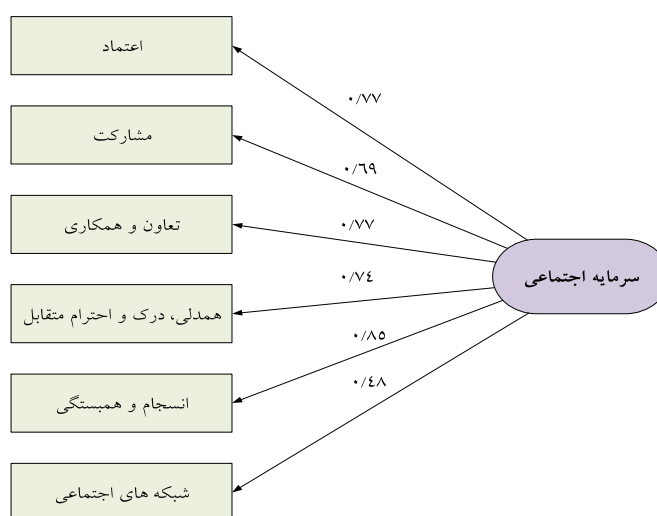 اعتماد
۰/۷۷
مشارکت
۰/٦۹
تعاون و همکاری
۰/۷۷
سرمایه اجتماعی
۰/۷٤
همدلی، درک و احترام متقابل
۰/۸٥
انسجام و همبستگی
۰/٤۸
شبکه های اجتماعی